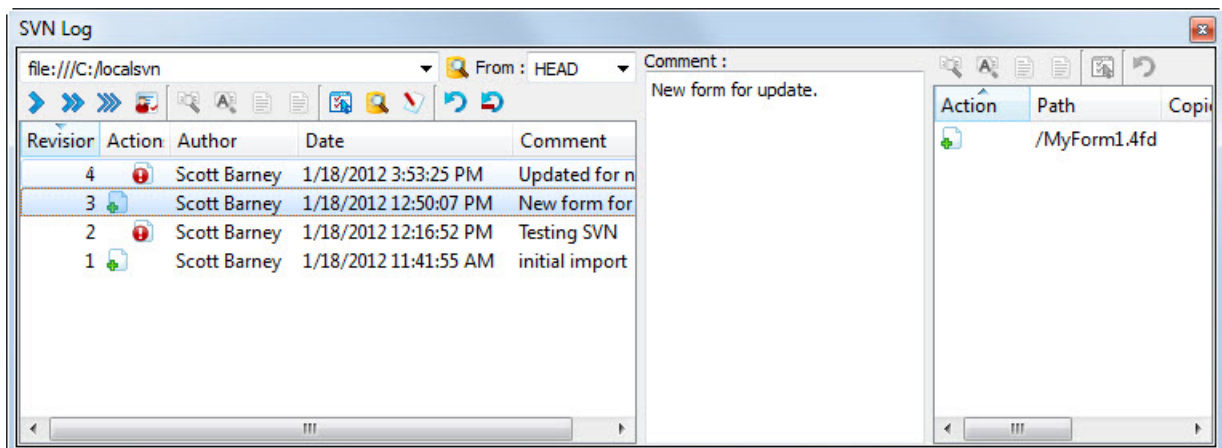 SVN Log
file:///C:/localsvn From : HEAD
Comment :
New form for update.
Revisior Action Author Date Comment
4 Scott Barney 1/18/2012 3:53:25 PM Updated for n
3 Scott Barney 1/18/2012 12:50:07 PM New form for
2 Scott Barney 1/18/2012 12:16:52 PM Testing SVN
1 Scott Barney 1/18/2012 11:41:55 AM initial import
Action Path Copie
/MyForm1.4fd